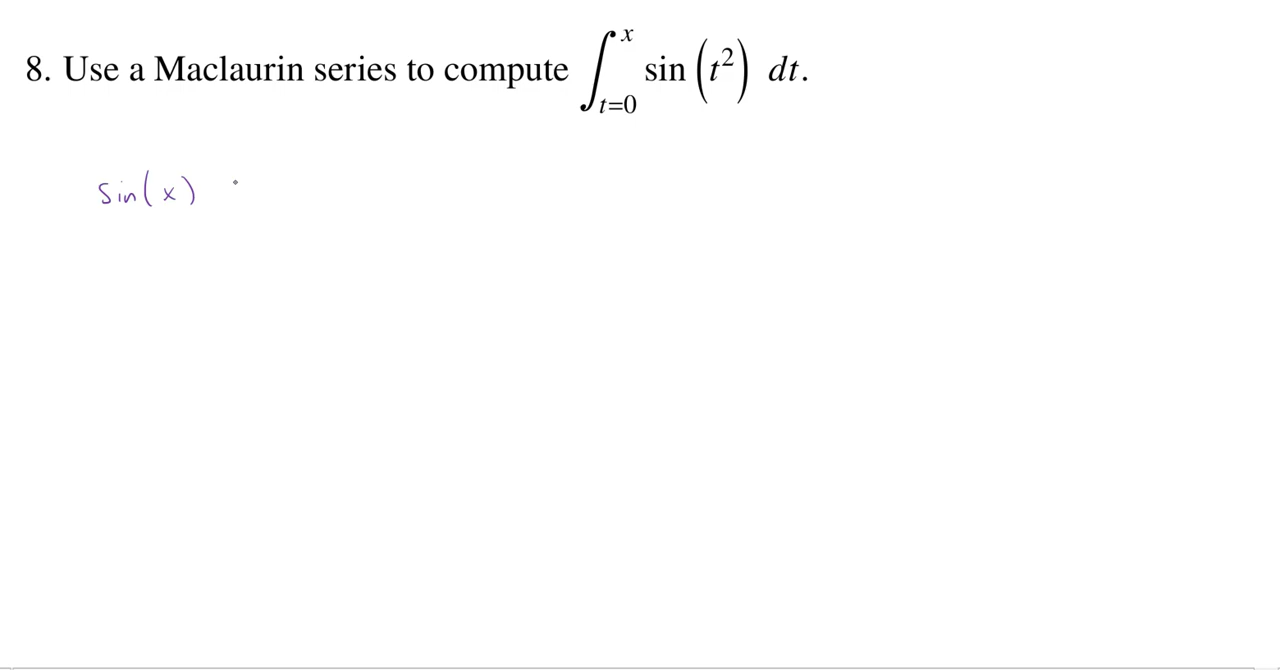 8. Use a Maclaurin series to compute ∫_{t=0}^{x} sin(t²) dt.
sin(x)